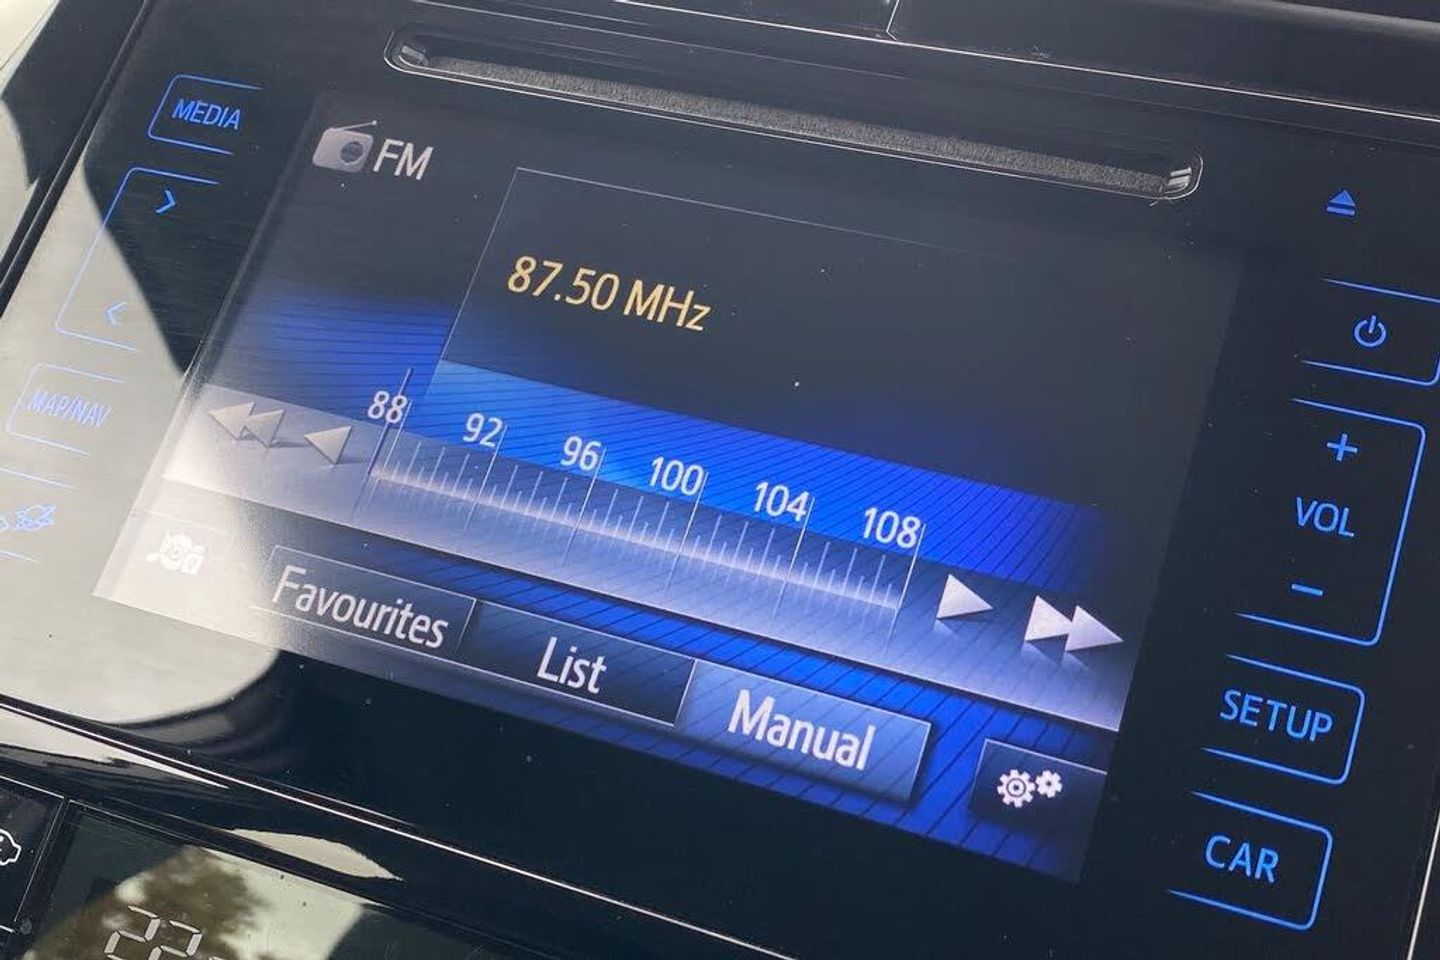 MEDIA
FM
87.50 MHz
MAP/NAV
88 92 96 100 104 108
VOL
Favourites
List
Manual
SETUP
CAR
22